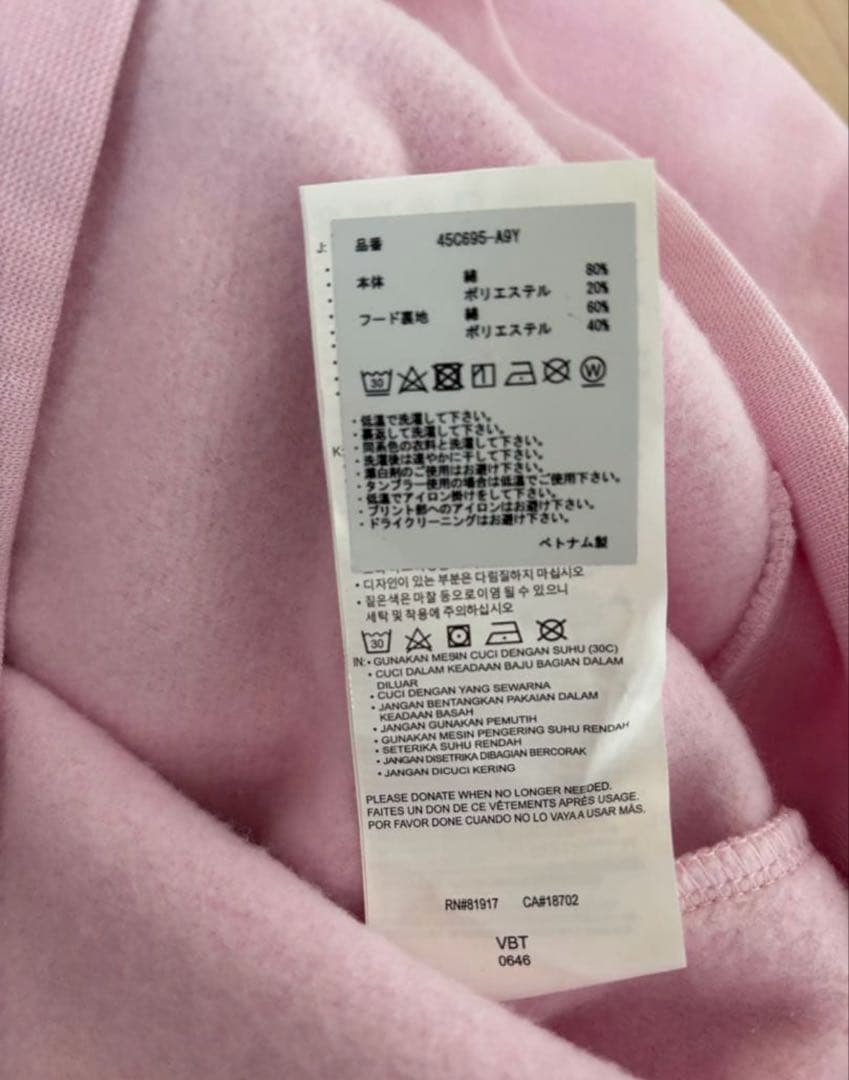 J:
品番 45C695-A9Y
本体 綿 80%
ポリエステル 20%
フード裏地 綿 60%
ポリエステル 40%
30 W
・低温で洗濯して下さい。
・裏返して洗濯して下さい。
・同系色の衣料と洗濯して下さい。
K:
・洗濯後は速やかに干して下さい。
・漂白剤のご使用はお避け下さい。
・タンブラー使用の場合は低温でご使用下さい。
・低温でアイロン掛けをして下さい。
・プリント部へのアイロンはお避け下さい。
・ドライクリーニングはお避け下さい。
ベトナム製
• 디자인이 있는 부분은 다림질하지 마십시오
• 짙은색은 마찰 등으로 이염 될 수 있으니
세탁 및 착용에 주의하십시오
30
IN: • GUNAKAN MESIN CUCI DENGAN SUHU (30C)
• CUCI DALAM KEADAAN BAJU BAGIAN DALAM
DILUAR
• CUCI DENGAN YANG SEWARNA
• JANGAN BENTANGKAN PAKAIAN DALAM
KEADAAN BASAH
• JANGAN GUNAKAN PEMUTIH
• GUNAKAN MESIN PENGERING SUHU RENDAH
• SETERIKA SUHU RENDAH
• JANGAN DISETRIKA DIBAGIAN BERCORAK
• JANGAN DICUCI KERING
PLEASE DONATE WHEN NO LONGER NEEDED.
FAITES UN DON DE CE VÊTEMENTS APRÉS USAGE.
POR FAVOR DONE CUANDO NO LO VAYA A USAR MÁS.
RN#81917 CA#18702
VBT
0646